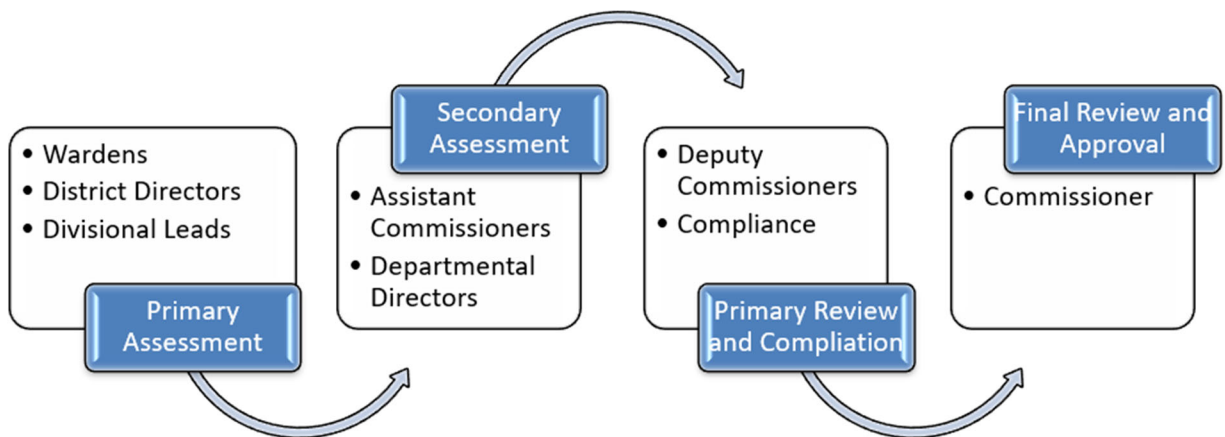 • Wardens
• District Directors
• Divisional Leads
Primary
Assessment
Secondary
Assessment
• Assistant
Commissioners
• Departmental
Directors
• Deputy
Commissioners
• Compliance
Primary Review
and Compliation
Final Review and
Approval
• Commissioner